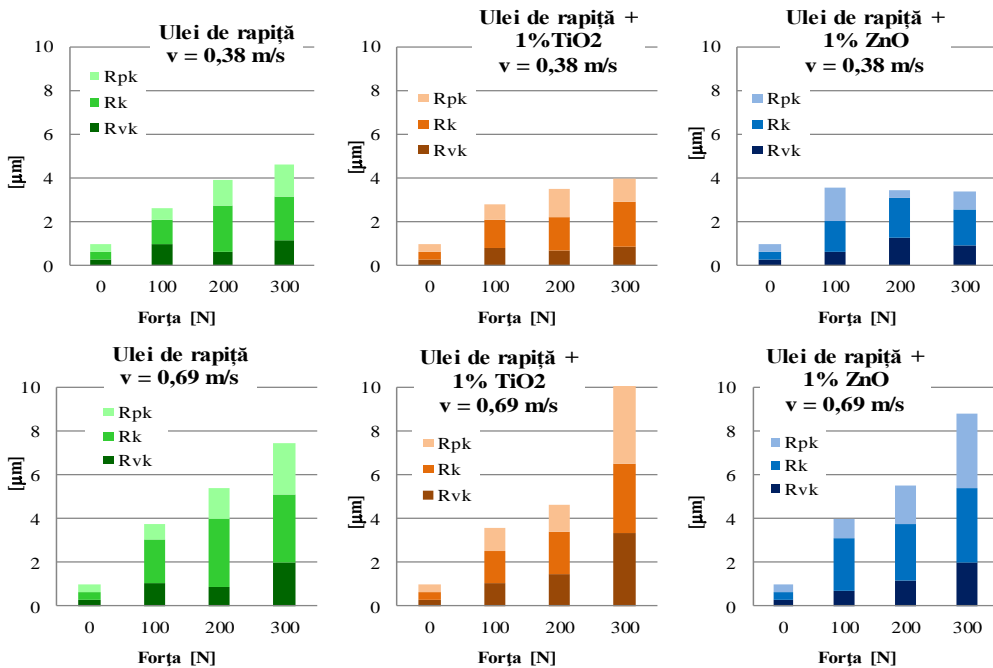 Ulei de rapiță
v = 0,38 m/s
10
8
6
4
2
0
[μm]
Rpk
Rk
Rvk
0 100 200 300
Forţa [N]
Ulei de rapiță +
1%TiO2
v = 0,38 m/s
10
8
6
4
2
0
[μm]
Rpk
Rk
Rvk
0 100 200 300
Forţa [N]
Ulei de rapiță +
1% ZnO
v = 0,38 m/s
10
8
6
4
2
0
[μm]
Rpk
Rk
Rvk
0 100 200 300
Forţa [N]
Ulei de rapiță
v = 0,69 m/s
10
8
6
4
2
0
[μm]
Rpk
Rk
Rvk
0 100 200 300
Forţa [N]
Ulei de rapiță +
1% TiO2
v = 0,69 m/s
10
8
6
4
2
0
[μm]
Rpk
Rk
Rvk
0 100 200 300
Forţa [N]
Ulei de rapiță +
1% ZnO
v = 0,69 m/s
10
8
6
4
2
0
[μm]
Rpk
Rk
Rvk
0 100 200 300
Forţa [N]